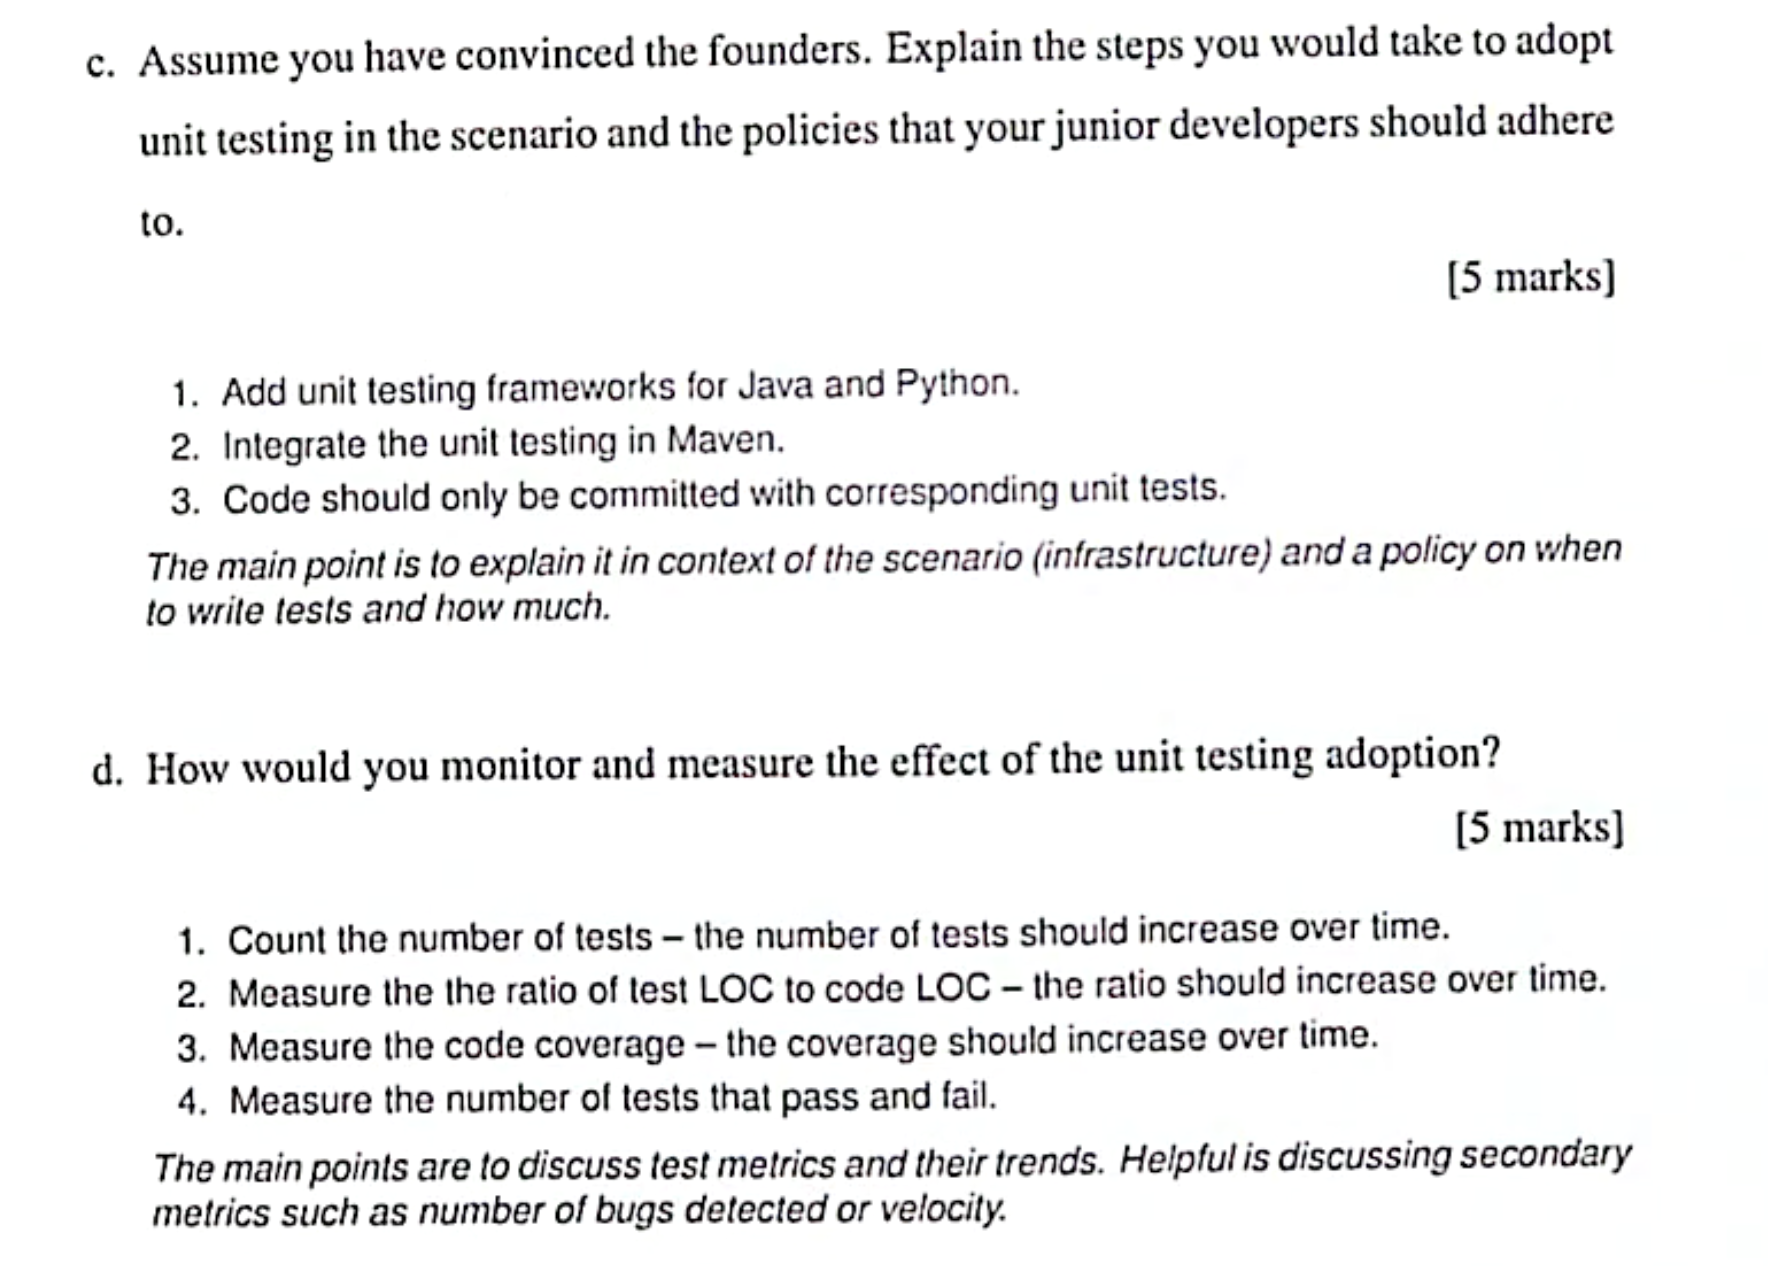 c. Assume you have convinced the founders. Explain the steps you would take to adopt
unit testing in the scenario and the policies that your junior developers should adhere
to.
[5 marks]
1. Add unit testing frameworks for Java and Python.
2. Integrate the unit testing in Maven.
3. Code should only be committed with corresponding unit tests.
The main point is to explain it in context of the scenario (infrastructure) and a policy on when
to write tests and how much.
d. How would you monitor and measure the effect of the unit testing adoption?
[5 marks]
1. Count the number of tests – the number of tests should increase over time.
2. Measure the the ratio of test LOC to code LOC – the ratio should increase over time.
3. Measure the code coverage – the coverage should increase over time.
4. Measure the number of tests that pass and fail.
The main points are to discuss test metrics and their trends. Helpful is discussing secondary
metrics such as number of bugs detected or velocity.